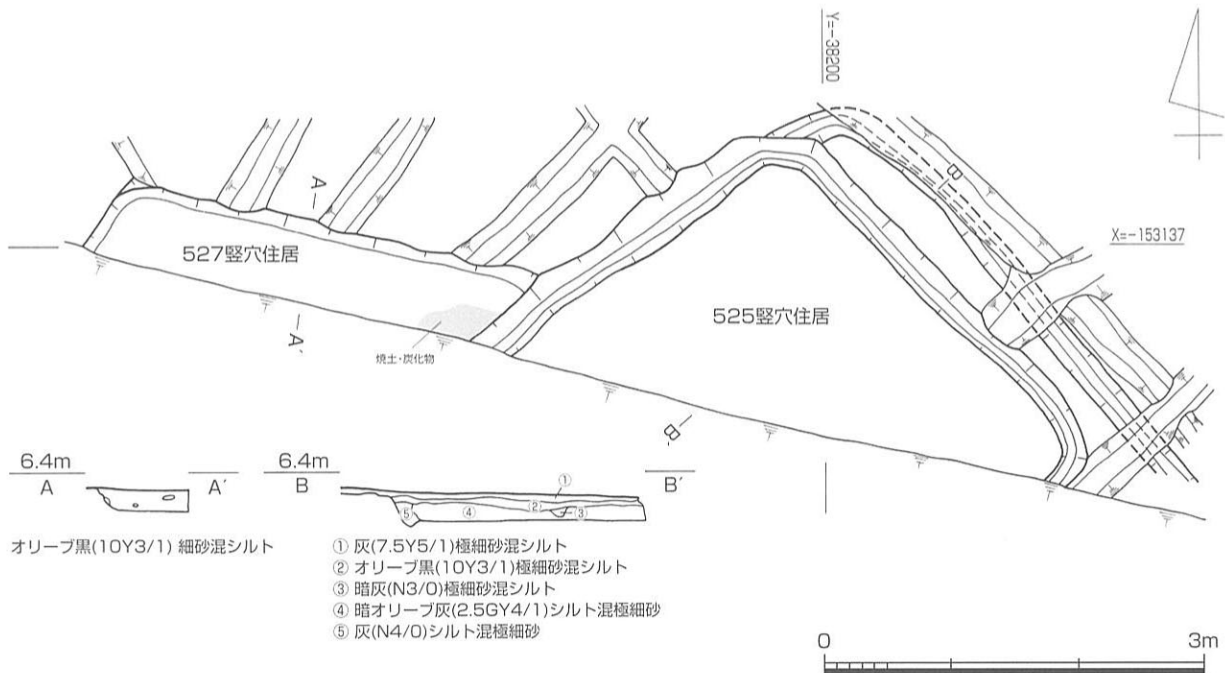 Y=-38200
X=-153137
A
A′
B
B′
527竪穴住居
525竪穴住居
焼土・炭化物
6.4m
A
A′
オリーブ黒(10Y3/1) 細砂混シルト
6.4m
B
B′
①
②
③
④
⑤
① 灰(7.5Y5/1)極細砂混シルト
② オリーブ黒(10Y3/1)極細砂混シルト
③ 暗灰(N3/0)極細砂混シルト
④ 暗オリーブ灰(2.5GY4/1)シルト混極細砂
⑤ 灰(N4/0)シルト混極細砂
0
3m